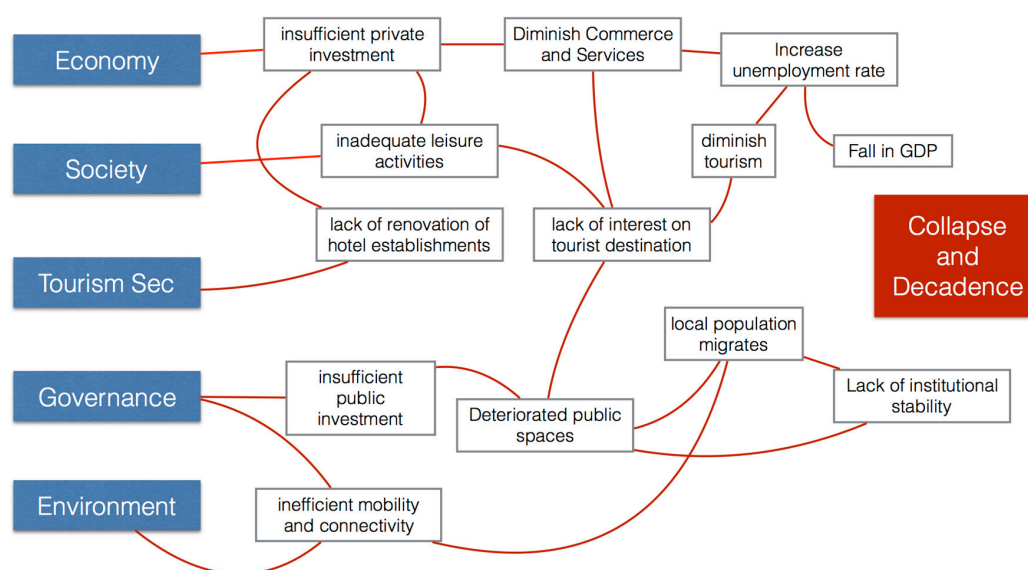 Economy
insufficient private
investment
Diminish Commerce
and Services
Increase
unemployment rate
Society
inadequate leisure
activities
diminish
tourism
Fall in GDP
lack of renovation of
hotel establishments
lack of interest on
tourist destination
Collapse
and
Decadence
Tourism Sec
local population
migrates
Governance
insufficient
public
investment
Deteriorated public
spaces
Lack of institutional
stability
Environment
inefficient mobility
and connectivity